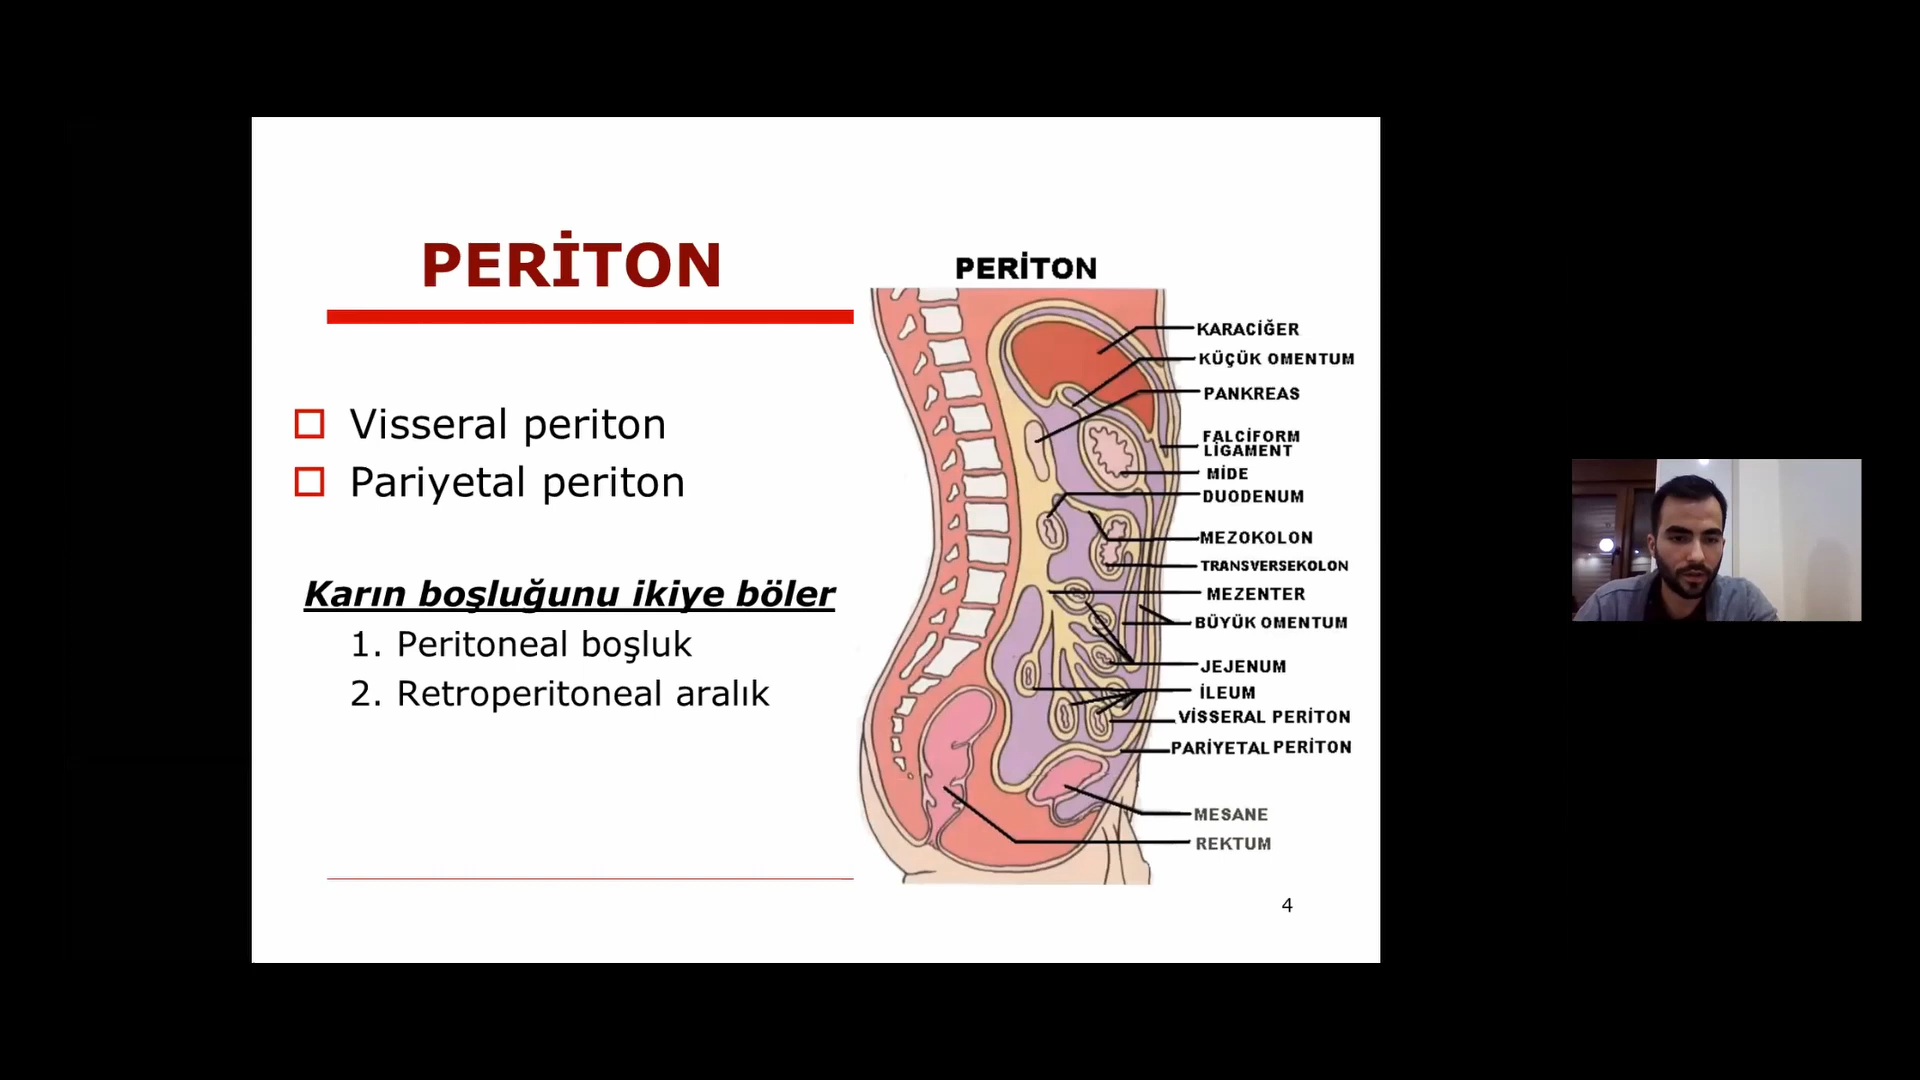 PERİTON
Visseral periton
Pariyetal periton
Karın boşluğunu ikiye böler
1. Peritoneal boşluk
2. Retroperitoneal aralık
PERİTON
KARACİĞER
KÜÇÜK OMENTUM
PANKREAS
FALCİFORM
LİGAMENT
MİDE
DUODENUM
MEZOKOLON
TRANSVERSEKOLON
MEZENTER
BÜYÜK OMENTUM
JEJENUM
İLEUM
VİSSERAL PERİTON
PARİYETAL PERİTON
MESANE
REKTUM
4